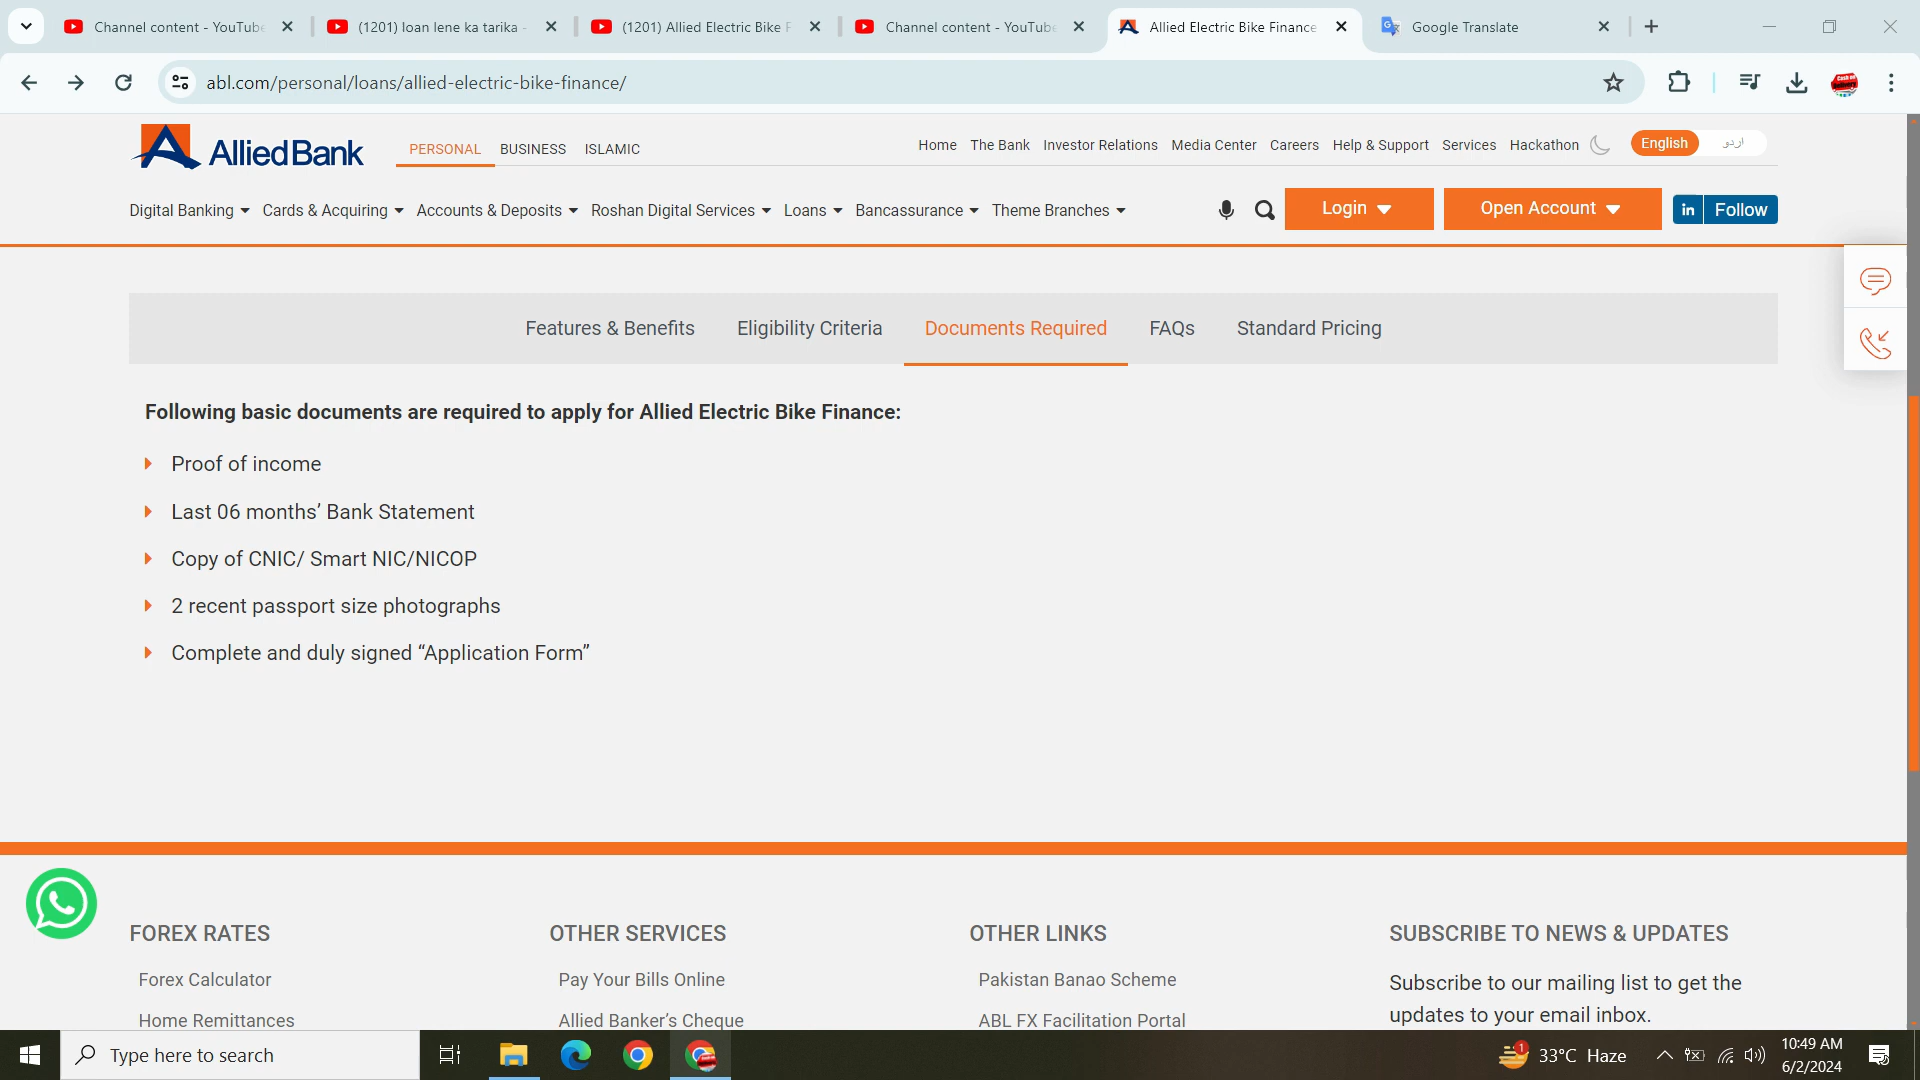 Channel content - YouTube
(1201) loan lene ka tarika -
(1201) Allied Electric Bike F
Channel content - YouTube
Allied Electric Bike Finance
Google Translate
abl.com/personal/loans/allied-electric-bike-finance/
Allied Bank
PERSONAL BUSINESS ISLAMIC
Home The Bank Investor Relations Media Center Careers Help & Support Services Hackathon
English اردو
Digital Banking Cards & Acquiring Accounts & Deposits Roshan Digital Services Loans Bancassurance Theme Branches
Login Open Account in Follow
Features & Benefits Eligibility Criteria Documents Required FAQs Standard Pricing
Following basic documents are required to apply for Allied Electric Bike Finance:
Proof of income
Last 06 months’ Bank Statement
Copy of CNIC/ Smart NIC/NICOP
2 recent passport size photographs
Complete and duly signed “Application Form”
FOREX RATES
Forex Calculator
Home Remittances
OTHER SERVICES
Pay Your Bills Online
Allied Banker’s Cheque
OTHER LINKS
Pakistan Banao Scheme
ABL FX Facilitation Portal
SUBSCRIBE TO NEWS & UPDATES
Subscribe to our mailing list to get the
updates to your email inbox.
Type here to search
1
33°C Haze
10:49 AM
6/2/2024